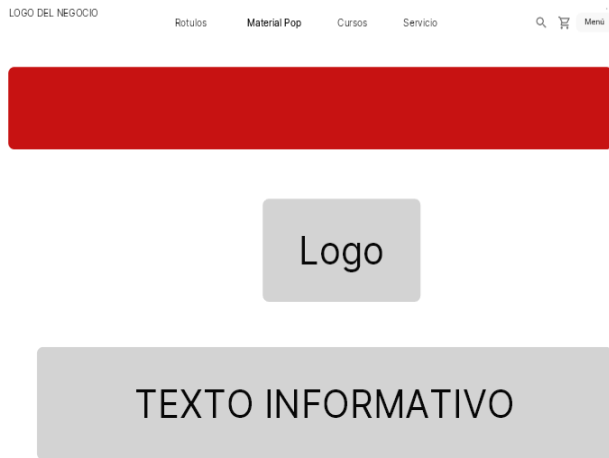 LOGO DEL NEGOCIO
Rotulos Material Pop Cursos Servicio Menú
Logo
TEXTO INFORMATIVO